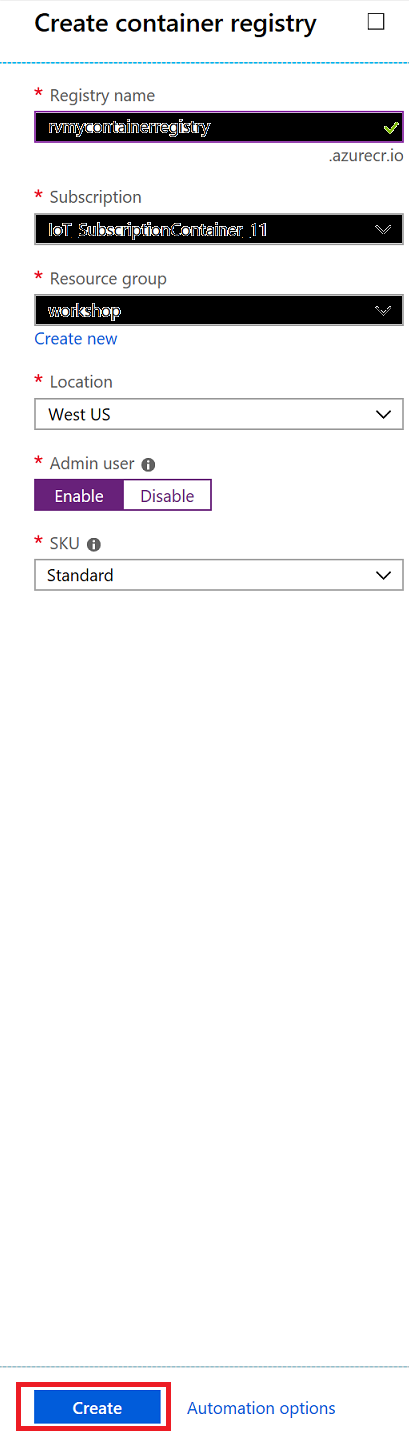 Create container registry
* Registry name
rvmycontainerregistry
.azurecr.io
* Subscription
IoT_SubscriptionContainer_11
* Resource group
workshop
Create new
* Location
West US
* Admin user
Enable Disable
* SKU
Standard
Create Automation options